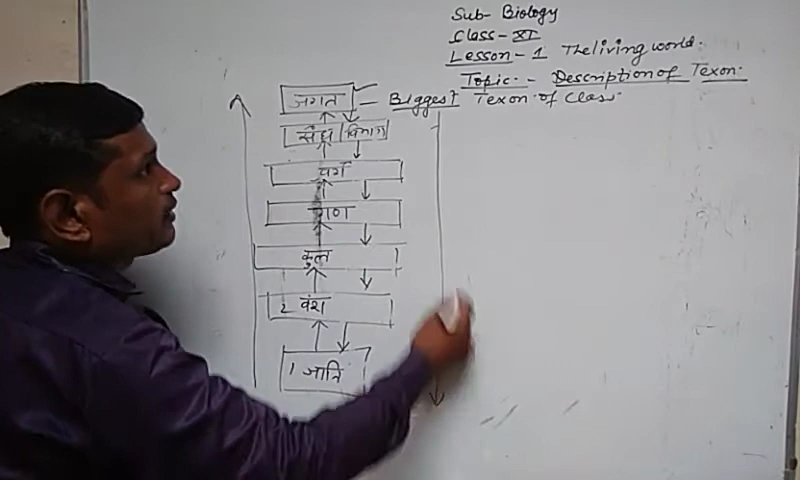 Sub- Biology
Class- XI
Lesson- 1 The living world.
Topic:- Description of Texon.
जगत - Biggest Texon of Class.
संघ विभाग
वर्ग
गण
कुल
2 वंश
1 जाति